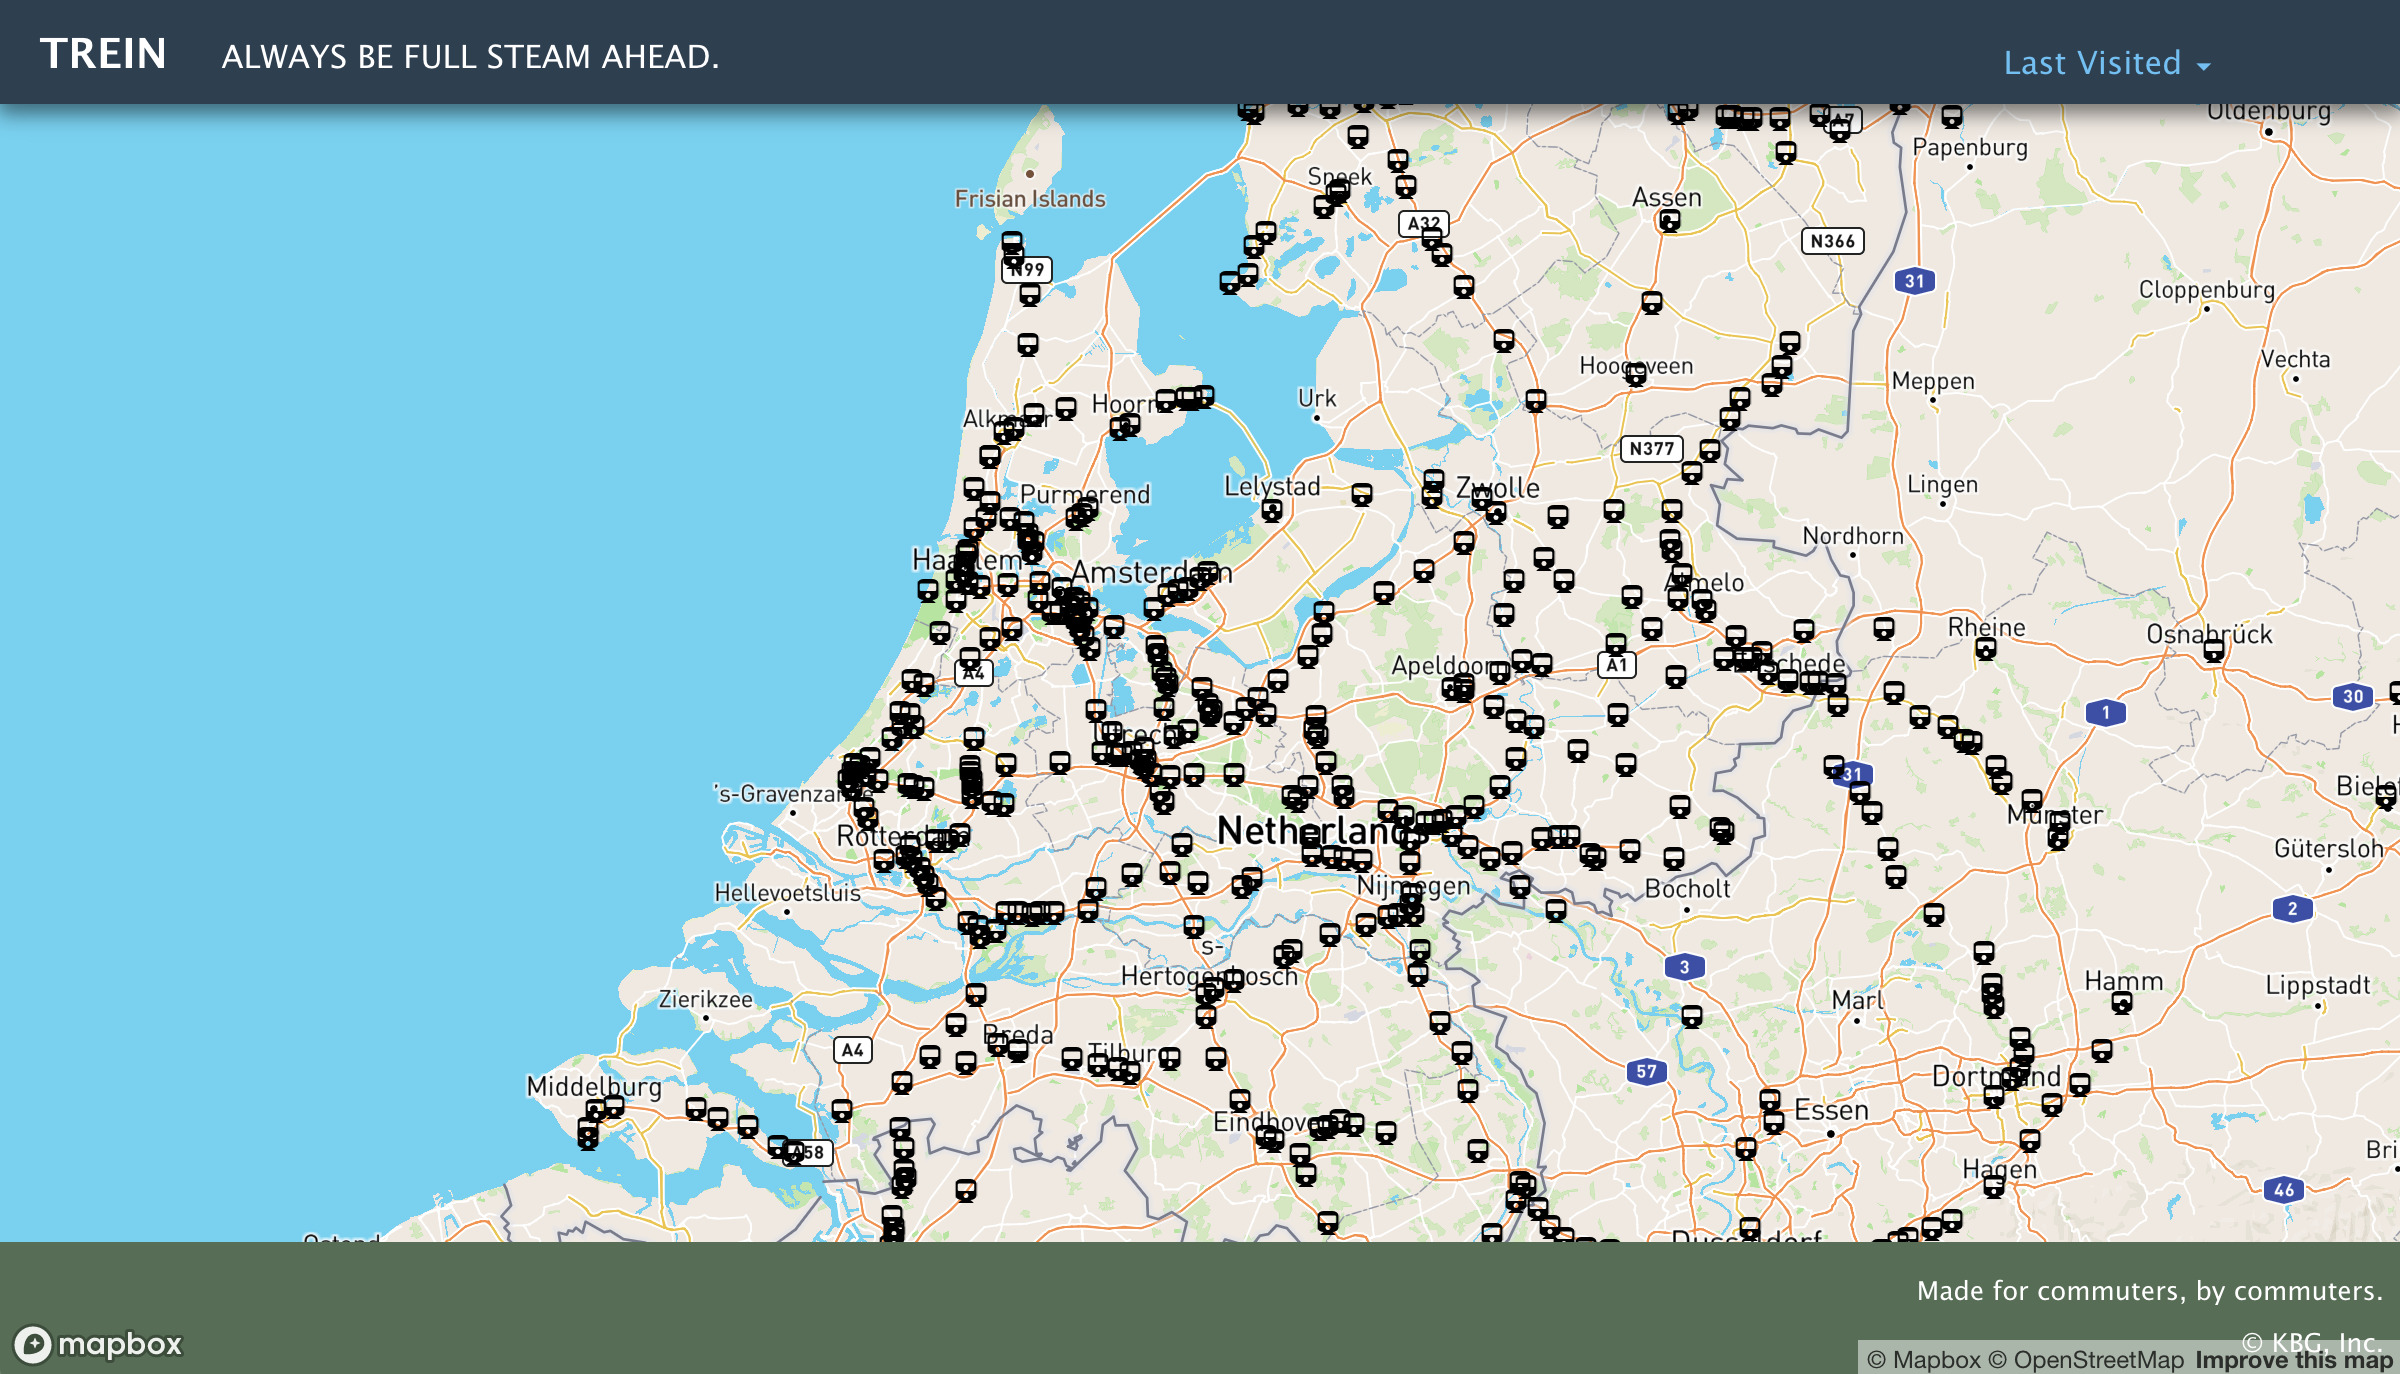 TREIN
ALWAYS BE FULL STEAM AHEAD.
Last Visited
Oldenburg
A7
Papenburg
Sneek
Frisian Islands
Assen
A32
N366
N99
31
Cloppenburg
Vechta
Hoogeveen
Meppen
Urk
Hoorn
Alkmaar
N377
Lelystad
Zwolle
Purmerend
Lingen
Nordhorn
Haarlem
Amsterdam
Almelo
Rheine
Osnabrück
A4
Apeldoorn
A1
Enschede
30
1
Utrecht
31
's-Gravenzande
Münster
Rotterdam
Netherlands
Gütersloh
Hellevoetsluis
Nijmegen
Bocholt
2
s-
Hertogenbosch
3
Zierikzee
Marl
Hamm
Lippstadt
A4
Breda
Tilburg
57
Dortmund
Middelburg
Eindhoven
Essen
A58
Bri
Hagen
46
Ostend
Dusseldorf
Made for commuters, by commuters.
mapbox
© KBG, Inc.
© Mapbox © OpenStreetMap Improve this map